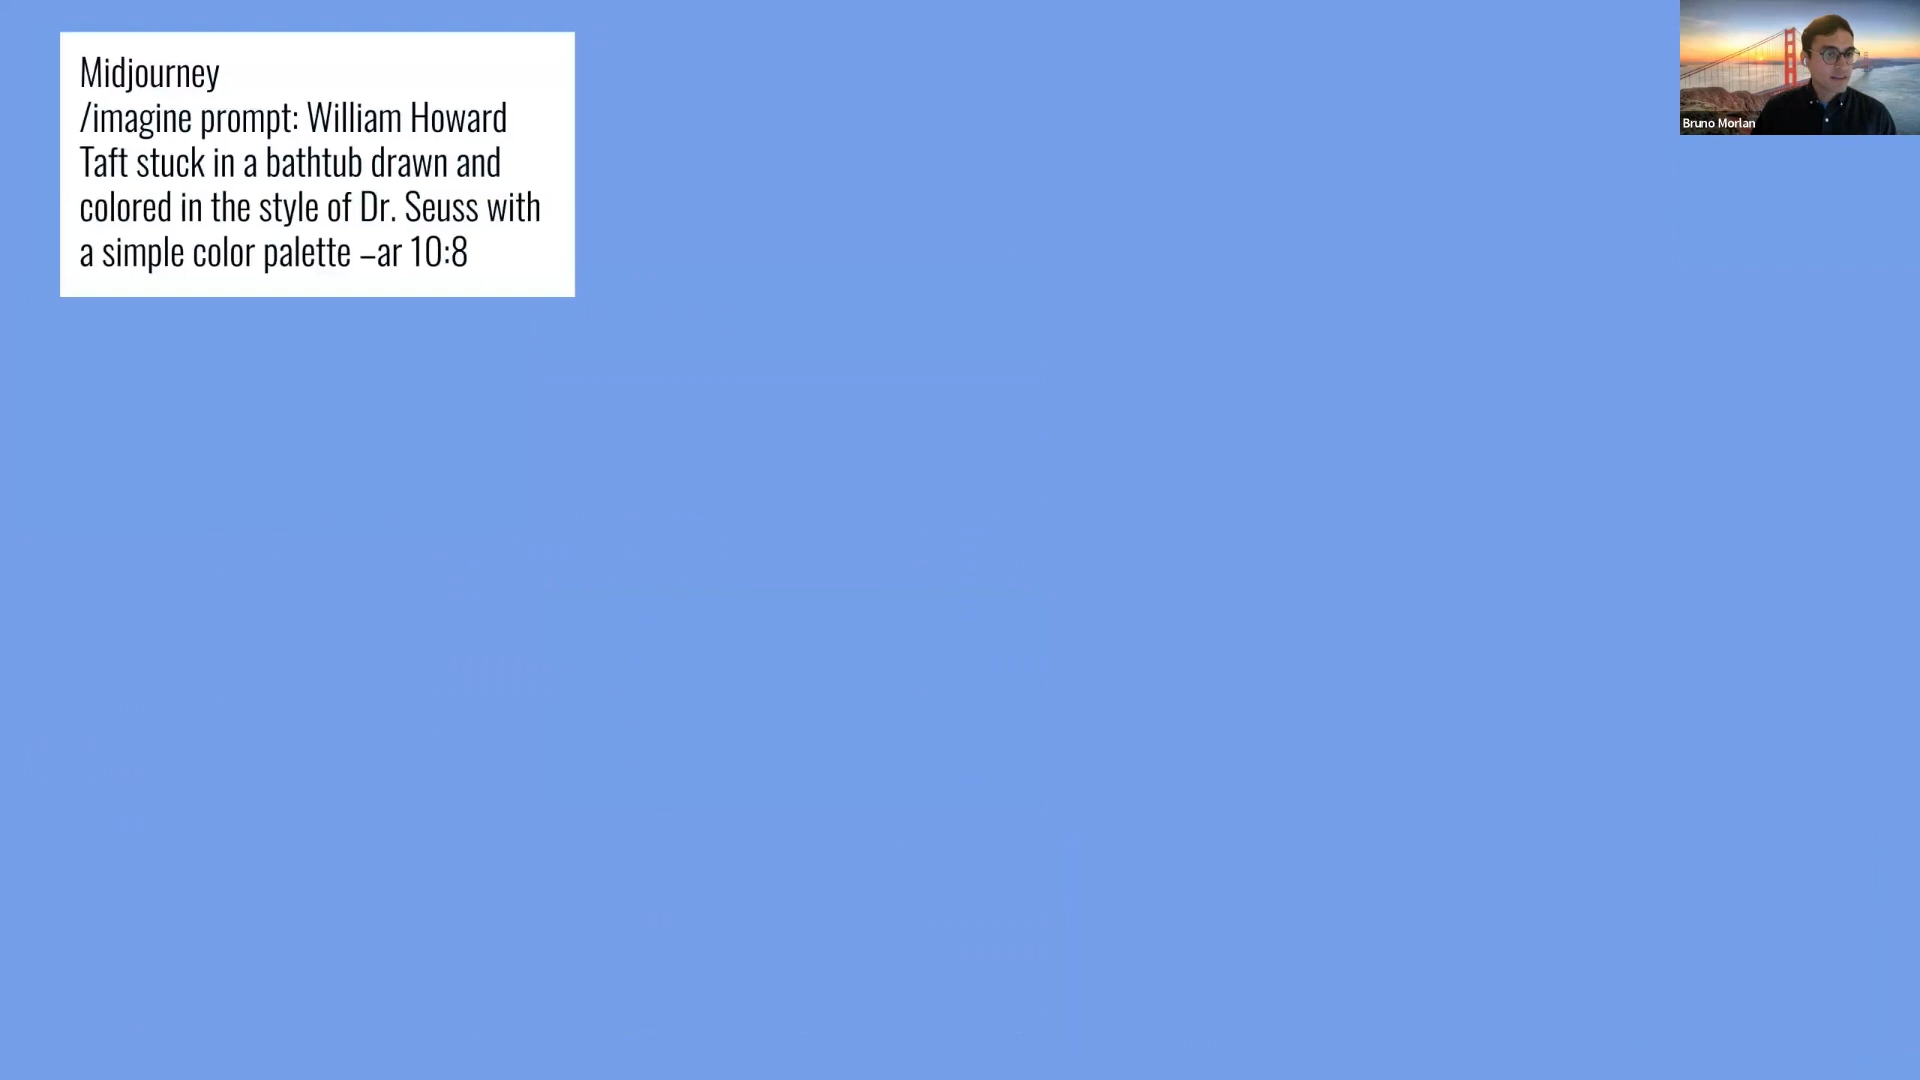 Midjourney
/imagine prompt: William Howard
Taft stuck in a bathtub drawn and
colored in the style of Dr. Seuss with
a simple color palette –ar 10:8
Bruno Morlan